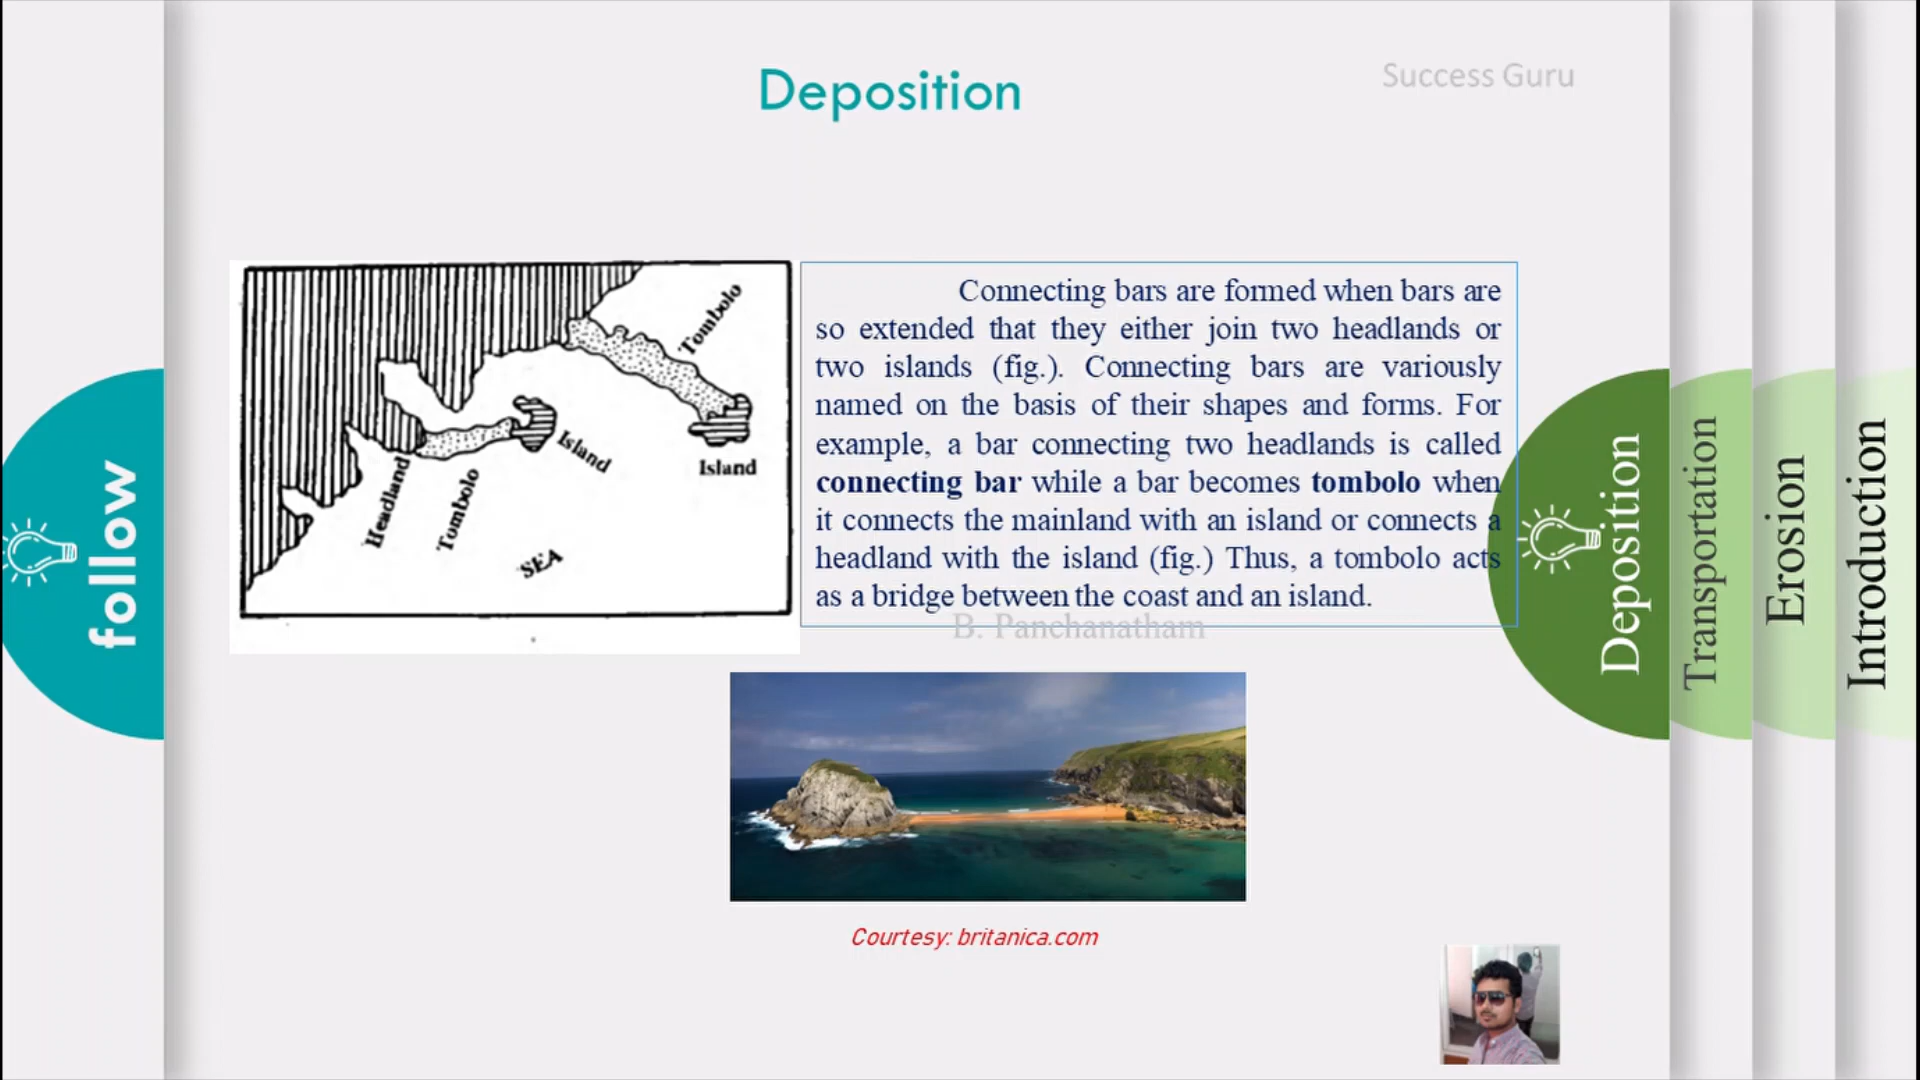 Deposition
Success Guru
follow
Tombolo
Island
Island
Headland
Tombolo
SEA
Connecting bars are formed when bars are
so extended that they either join two headlands or
two islands (fig.). Connecting bars are variously
named on the basis of their shapes and forms. For
example, a bar connecting two headlands is called
connecting bar while a bar becomes tombolo when
it connects the mainland with an island or connects a
headland with the island (fig.) Thus, a tombolo acts
as a bridge between the coast and an island.
B. Panchanatham
Courtesy: britanica.com
Deposition
Transportation
Erosion
Introduction